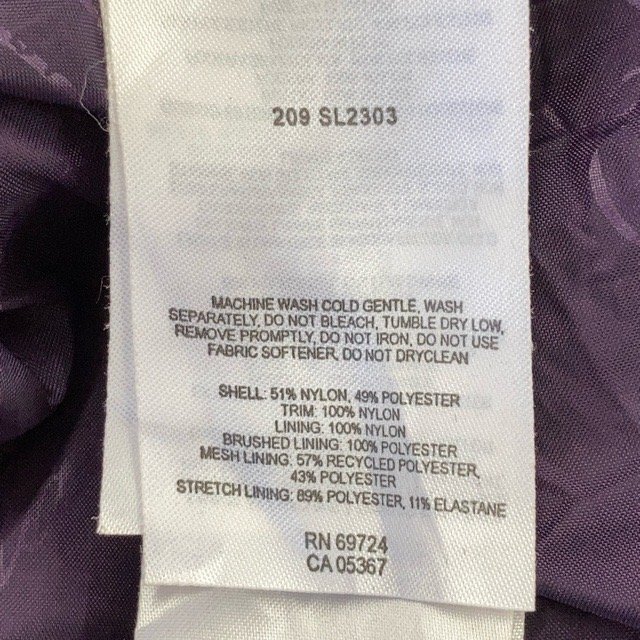 209 SL2303
MACHINE WASH COLD GENTLE, WASH
SEPARATELY, DO NOT BLEACH, TUMBLE DRY LOW,
REMOVE PROMPTLY, DO NOT IRON, DO NOT USE
FABRIC SOFTENER, DO NOT DRYCLEAN
SHELL: 51% NYLON, 49% POLYESTER
TRIM: 100% NYLON
LINING: 100% NYLON
BRUSHED LINING: 100% POLYESTER
MESH LINING: 57% RECYCLED POLYESTER,
43% POLYESTER
STRETCH LINING: 89% POLYESTER, 11% ELASTANE
RN 69724
CA 05367